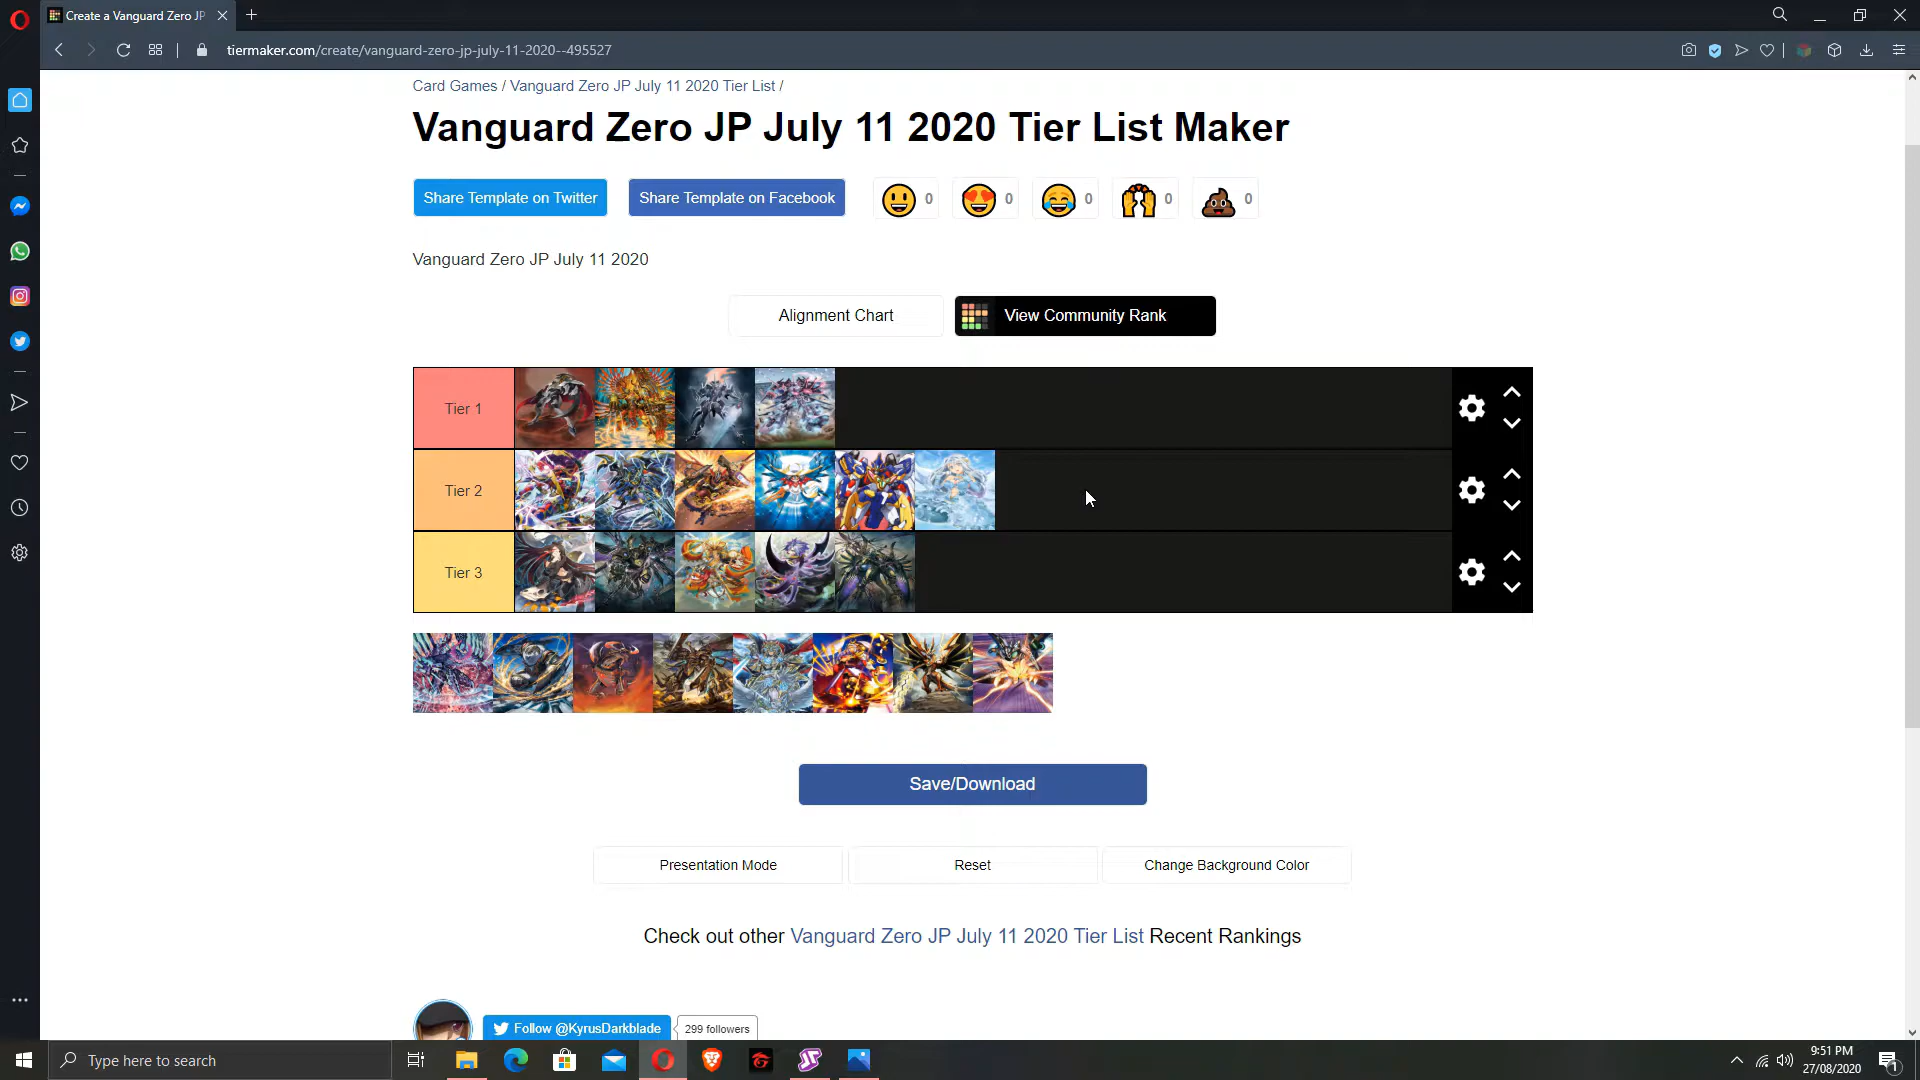 Create a Vanguard Zero JP
tiermaker.com/create/vanguard-zero-jp-july-11-2020--495527
Card Games / Vanguard Zero JP July 11 2020 Tier List /
Vanguard Zero JP July 11 2020 Tier List Maker
Share Template on Twitter
Share Template on Facebook
0
0
0
0
0
Vanguard Zero JP July 11 2020
Alignment Chart
View Community Rank
Tier 1
Tier 2
Tier 3
Save/Download
Presentation Mode
Reset
Change Background Color
Check out other Vanguard Zero JP July 11 2020 Tier List Recent Rankings
Follow @KyrusDarkblade
299 followers
Type here to search
9:51 PM
27/08/2020
1